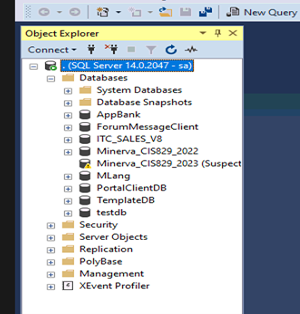 New Query
Object Explorer
Connect
. (SQL Server 14.0.2047 - sa)
Databases
System Databases
Database Snapshots
AppBank
ForumMessageClient
ITC_SALES_V8
Minerva_CIS829_2022
Minerva_CIS829_2023 (Suspect
MLang
PortalClientDB
TemplateDB
testdb
Security
Server Objects
Replication
PolyBase
Management
XEvent Profiler